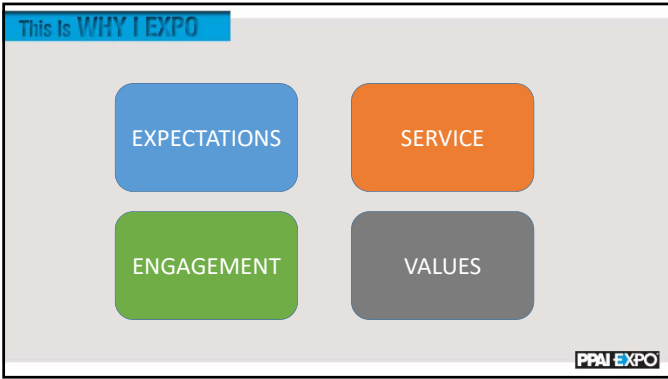 This Is WHY I EXPO
EXPECTATIONS
SERVICE
ENGAGEMENT
VALUES
PPAI EXPO